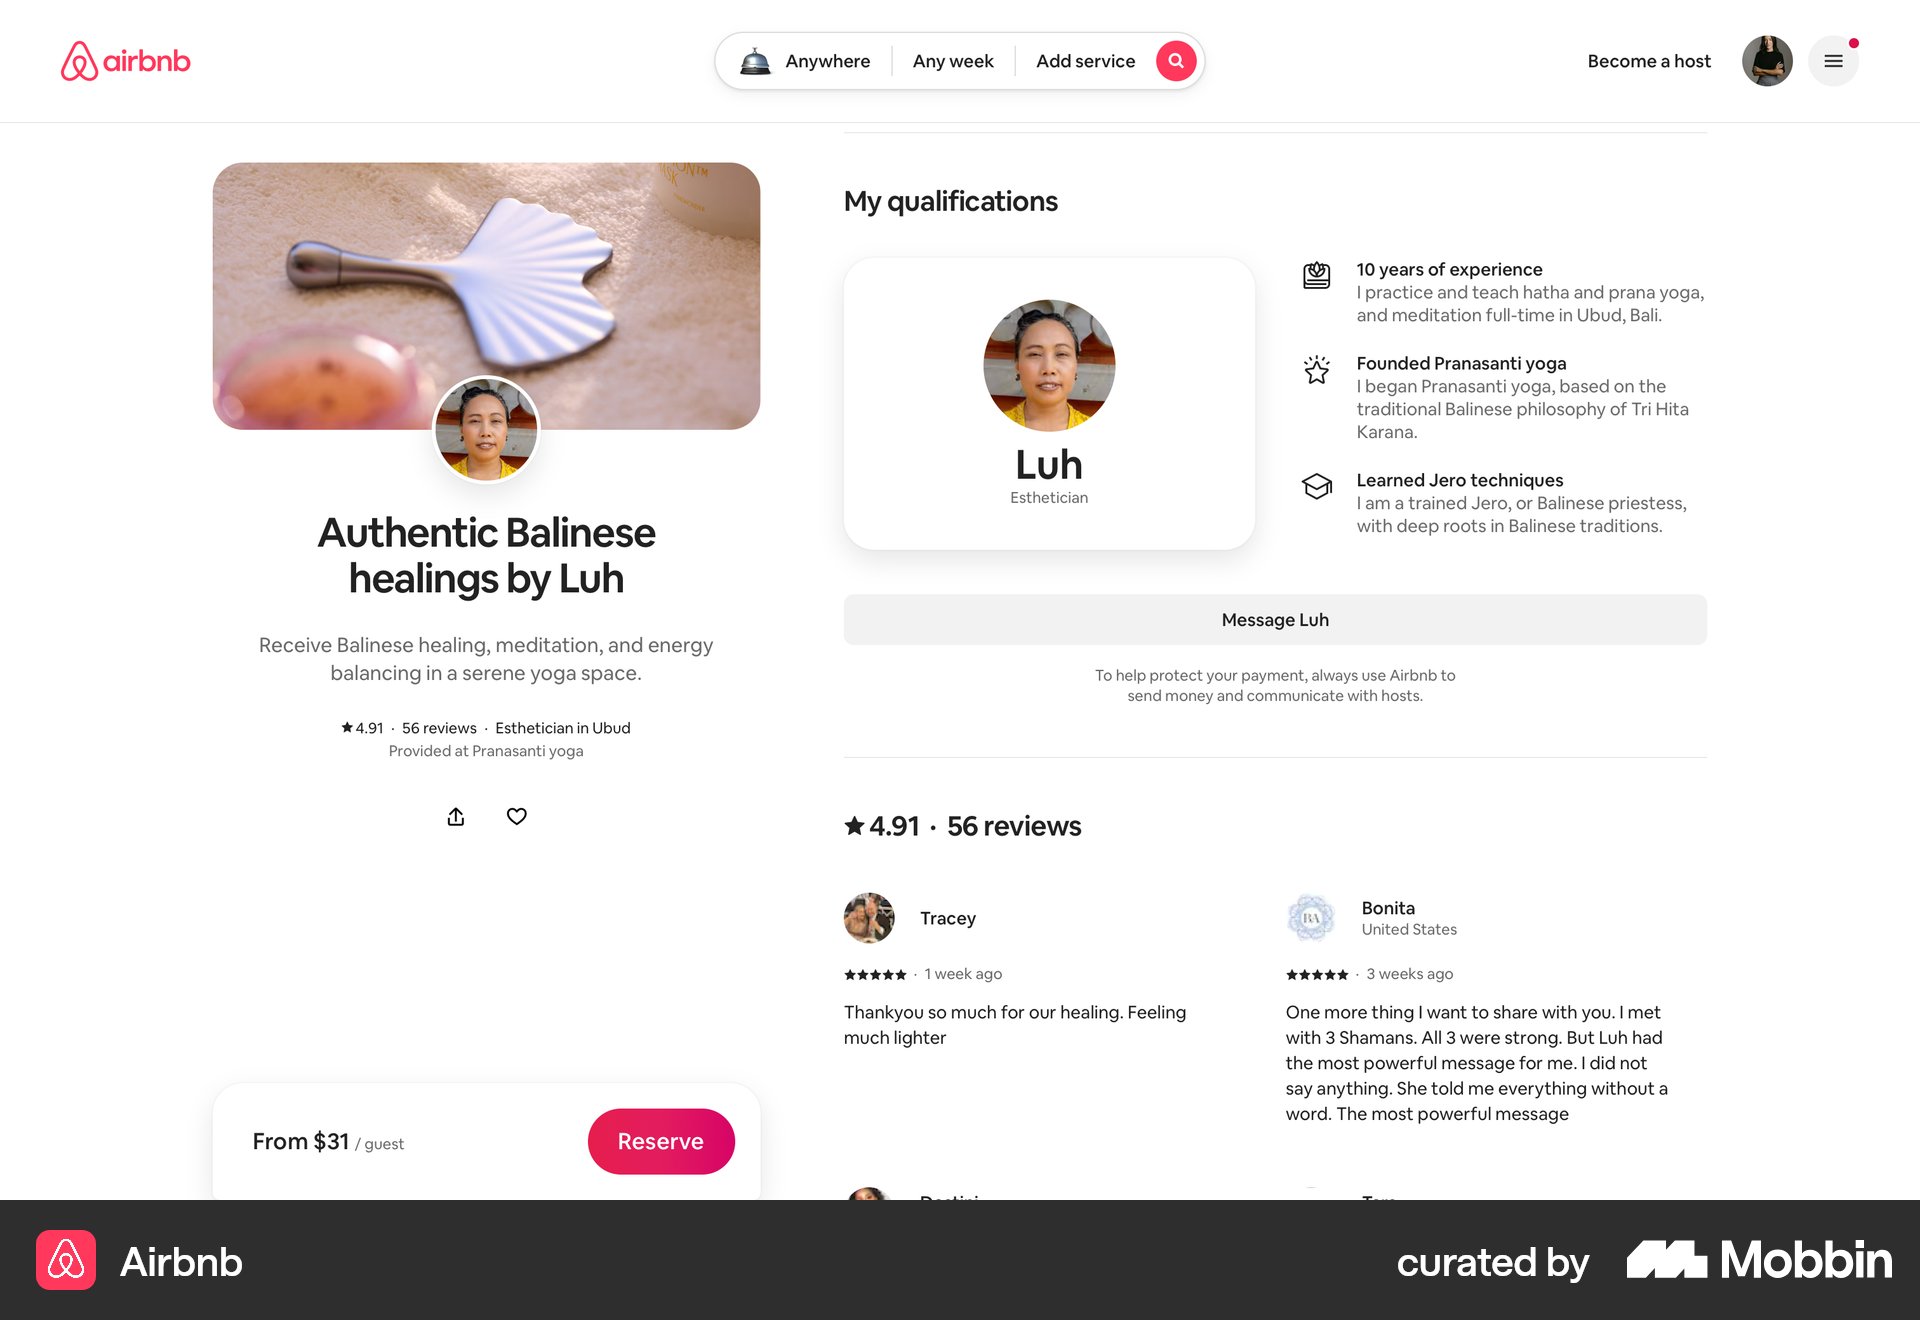 airbnb
Anywhere
Any week
Add service
Become a host
Authentic Balinese
healings by Luh
Receive Balinese healing, meditation, and energy
balancing in a serene yoga space.
★ 4.91 · 56 reviews · Esthetician in Ubud
Provided at Pranasanti yoga
From $31 / guest
Reserve
My qualifications
Luh
Esthetician
10 years of experience
I practice and teach hatha and prana yoga,
and meditation full-time in Ubud, Bali.
Founded Pranasanti yoga
I began Pranasanti yoga, based on the
traditional Balinese philosophy of Tri Hita
Karana.
Learned Jero techniques
I am a trained Jero, or Balinese priestess,
with deep roots in Balinese traditions.
Message Luh
To help protect your payment, always use Airbnb to
send money and communicate with hosts.
★ 4.91 · 56 reviews
Tracey
★★★★★ · 1 week ago
Thankyou so much for our healing. Feeling
much lighter
BA
Bonita
United States
★★★★★ · 3 weeks ago
One more thing I want to share with you. I met
with 3 Shamans. All 3 were strong. But Luh had
the most powerful message for me. I did not
say anything. She told me everything without a
word. The most powerful message
Airbnb
curated by
Mobbin